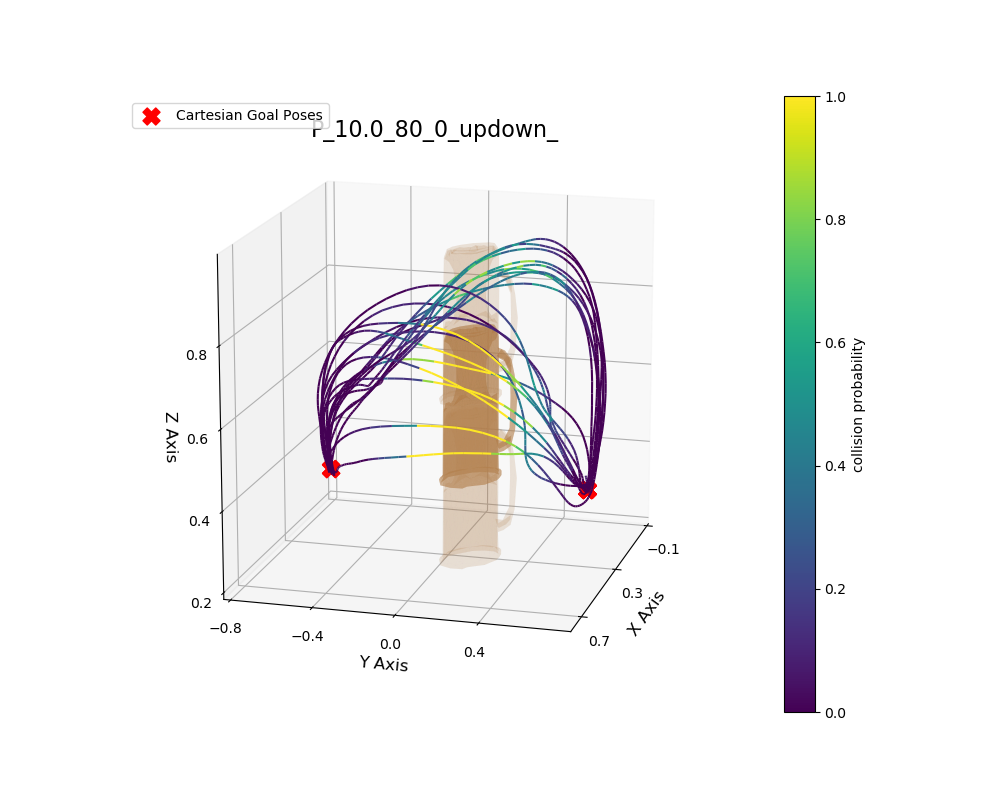 Cartesian Goal Poses
P_10.0_80_0_updown_
0.8
0.6
0.4
0.2
Z Axis
−0.8
−0.4
0.0
0.4
Y Axis
−0.1
0.3
0.7
X Axis
1.0
0.8
0.6
0.4
0.2
0.0
collision probability